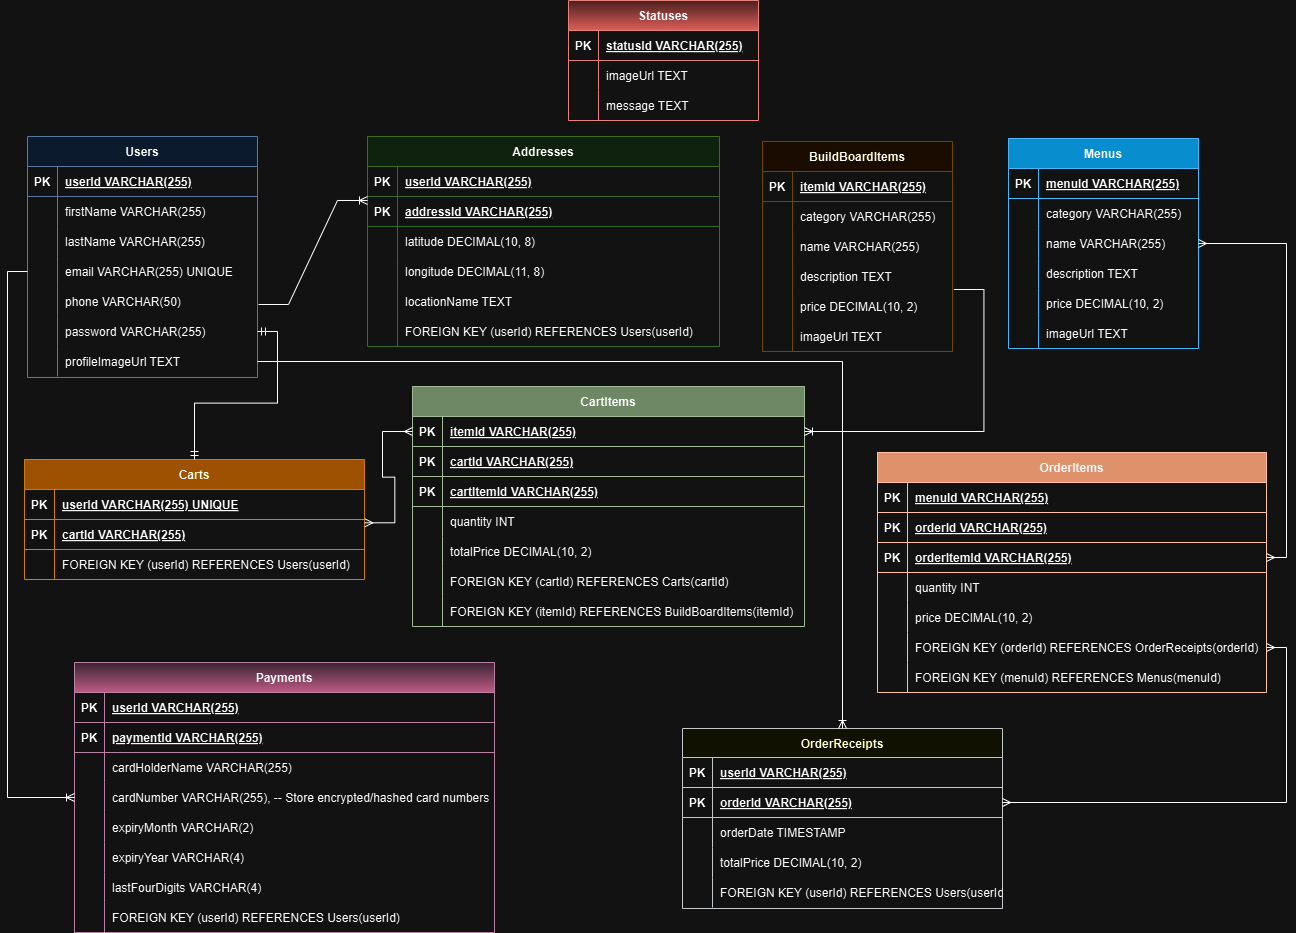 Statuses
PK statusId VARCHAR(255)
imageUrl TEXT
message TEXT
Users
PK userId VARCHAR(255)
firstName VARCHAR(255)
lastName VARCHAR(255)
email VARCHAR(255) UNIQUE
phone VARCHAR(50)
password VARCHAR(255)
profileImageUrl TEXT
Addresses
PK userId VARCHAR(255)
PK addressId VARCHAR(255)
latitude DECIMAL(10, 8)
longitude DECIMAL(11, 8)
locationName TEXT
FOREIGN KEY (userId) REFERENCES Users(userId)
BuildBoardItems
PK itemId VARCHAR(255)
category VARCHAR(255)
name VARCHAR(255)
description TEXT
price DECIMAL(10, 2)
imageUrl TEXT
Menus
PK menuId VARCHAR(255)
category VARCHAR(255)
name VARCHAR(255)
description TEXT
price DECIMAL(10, 2)
imageUrl TEXT
Carts
PK userId VARCHAR(255) UNIQUE
PK cartId VARCHAR(255)
FOREIGN KEY (userId) REFERENCES Users(userId)
CartItems
PK itemId VARCHAR(255)
PK cartId VARCHAR(255)
PK cartItemId VARCHAR(255)
quantity INT
totalPrice DECIMAL(10, 2)
FOREIGN KEY (cartId) REFERENCES Carts(cartId)
FOREIGN KEY (itemId) REFERENCES BuildBoardItems(itemId)
OrderItems
PK menuId VARCHAR(255)
PK orderId VARCHAR(255)
PK orderItemId VARCHAR(255)
quantity INT
price DECIMAL(10, 2)
FOREIGN KEY (orderId) REFERENCES OrderReceipts(orderId)
FOREIGN KEY (menuId) REFERENCES Menus(menuId)
Payments
PK userId VARCHAR(255)
PK paymentId VARCHAR(255)
cardHolderName VARCHAR(255)
cardNumber VARCHAR(255), -- Store encrypted/hashed card numbers
expiryMonth VARCHAR(2)
expiryYear VARCHAR(4)
lastFourDigits VARCHAR(4)
FOREIGN KEY (userId) REFERENCES Users(userId)
OrderReceipts
PK userId VARCHAR(255)
PK orderId VARCHAR(255)
orderDate TIMESTAMP
totalPrice DECIMAL(10, 2)
FOREIGN KEY (userId) REFERENCES Users(userId